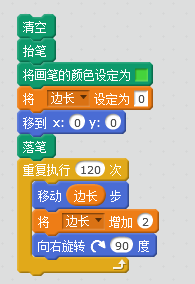 清空
抬笔
将画笔的颜色设定为
将 边长 设定为 0
移到 x: 0 y: 0
落笔
重复执行 120 次
移动 边长 步
将 边长 增加 2
向右旋转 90 度